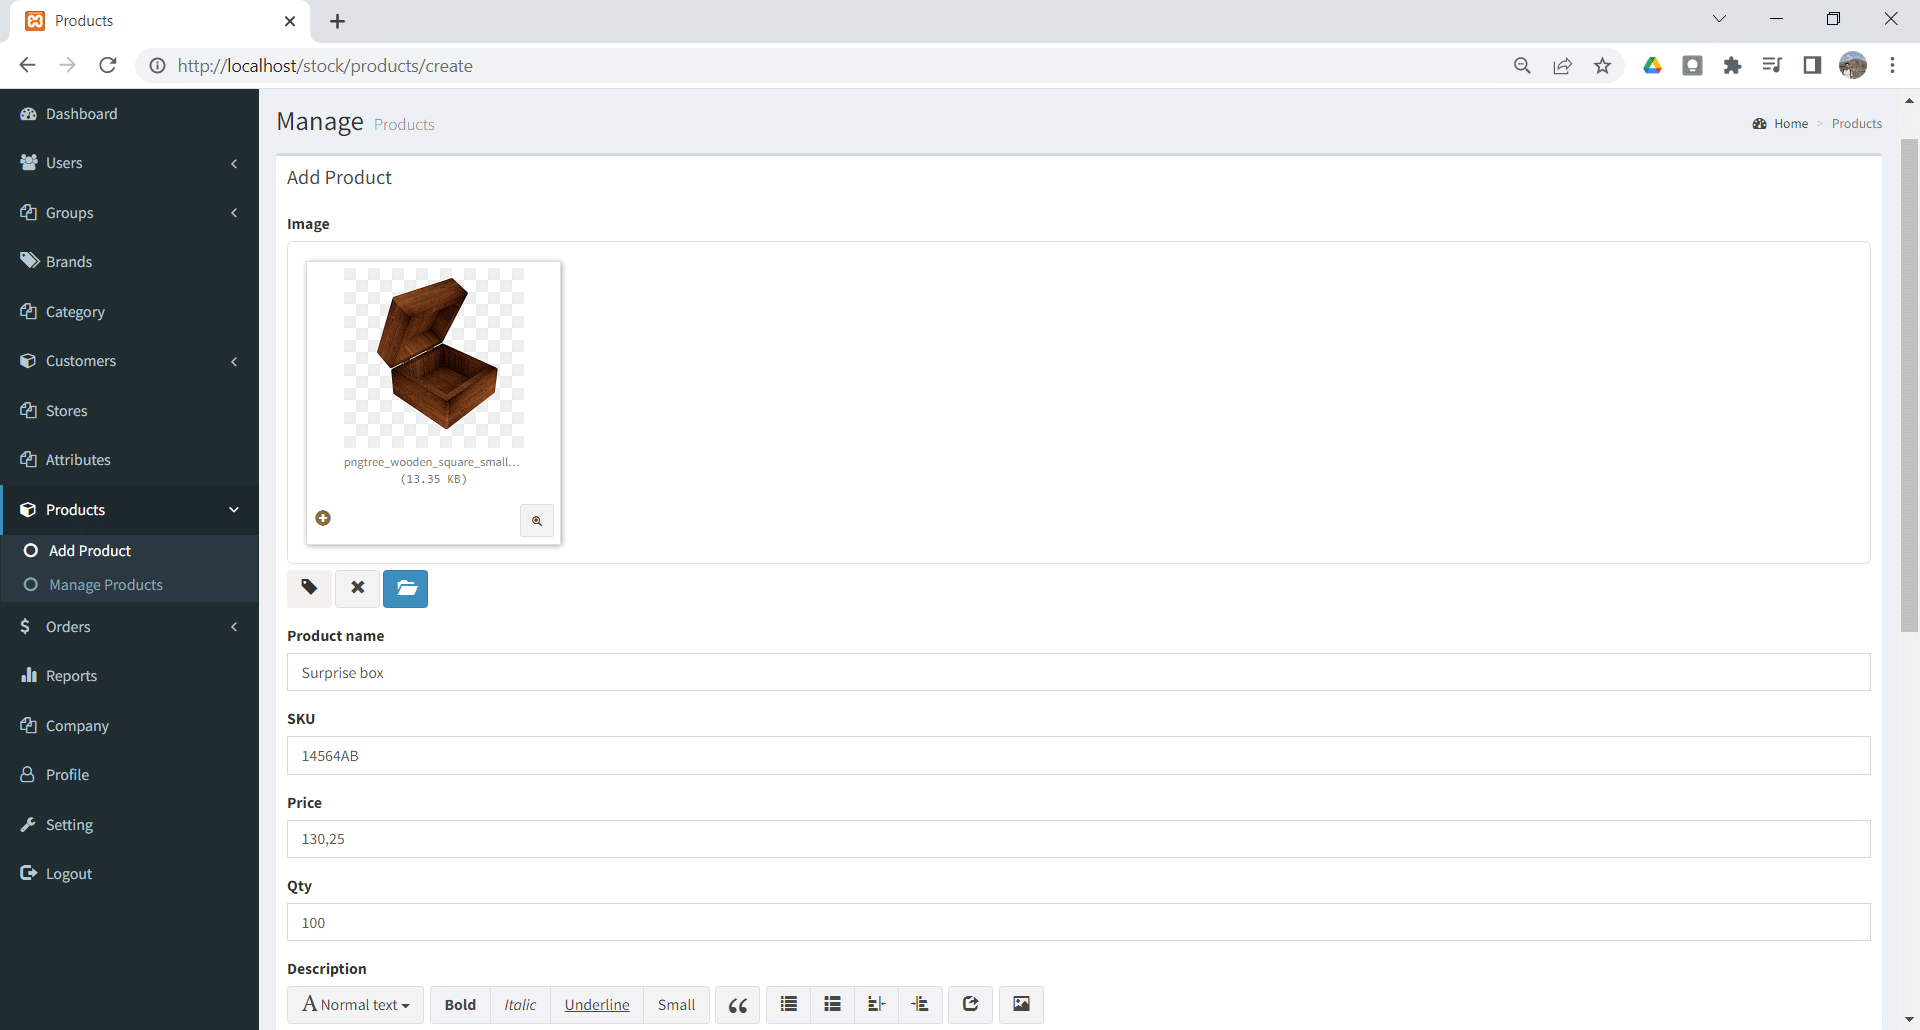 Products
http://localhost/stock/products/create
Dashboard
Users
Groups
Brands
Category
Customers
Stores
Attributes
Products
Add Product
Manage Products
Orders
Reports
Company
Profile
Setting
Logout
Manage Products
Home > Products
Add Product
Image
pngtree_wooden_square_small...
(13.35 KB)
Product name
Surprise box
SKU
14564AB
Price
130,25
Qty
100
Description
A Normal text Bold Italic Underline Small